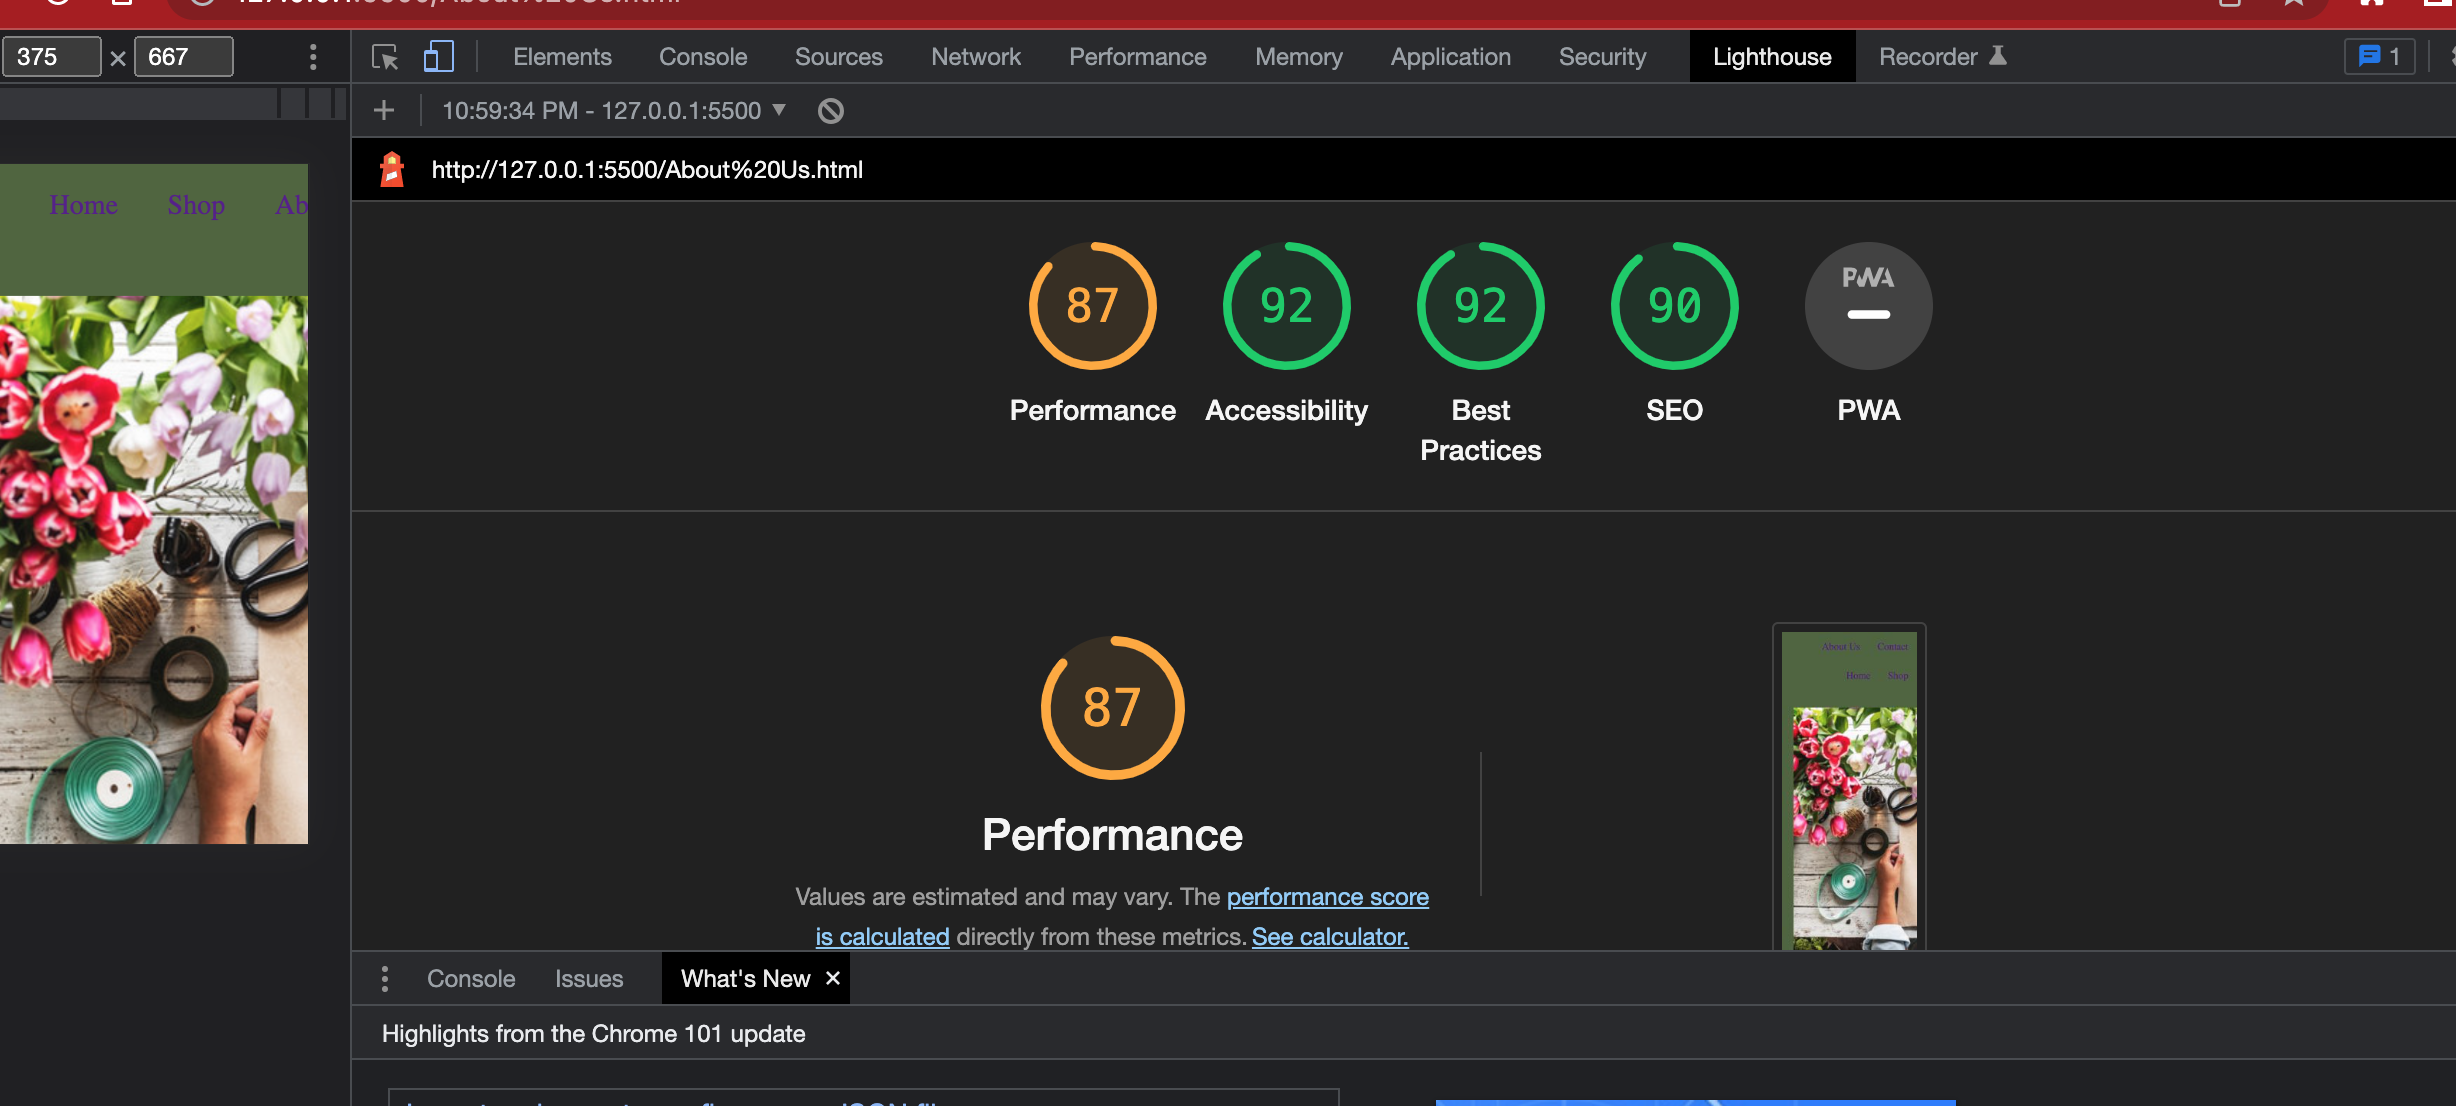 375 × 667
Elements Console Sources Network Performance Memory Application Security Lighthouse Recorder 1
10:59:34 PM - 127.0.0.1:5500
http://127.0.0.1:5500/About%20Us.html
Home Shop Ab
87 92 92 90 PWA
Performance Accessibility Best Practices SEO PWA
About Us Contact
Home Shop
87
Performance
Values are estimated and may vary. The performance score
is calculated directly from these metrics. See calculator.
Console Issues What's New ×
Highlights from the Chrome 101 update